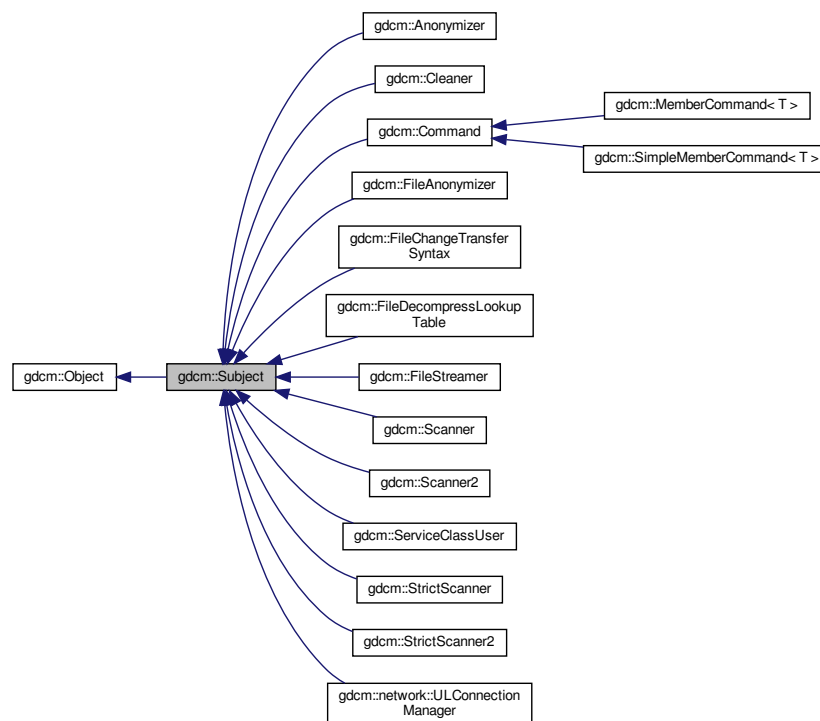 gdcm::Anonymizer
gdcm::Cleaner
gdcm::Command
gdcm::MemberCommand< T >
gdcm::SimpleMemberCommand< T >
gdcm::FileAnonymizer
gdcm::FileChangeTransfer
Syntax
gdcm::FileDecompressLookup
Table
gdcm::Object
gdcm::Subject
gdcm::FileStreamer
gdcm::Scanner
gdcm::Scanner2
gdcm::ServiceClassUser
gdcm::StrictScanner
gdcm::StrictScanner2
gdcm::network::ULConnection
Manager